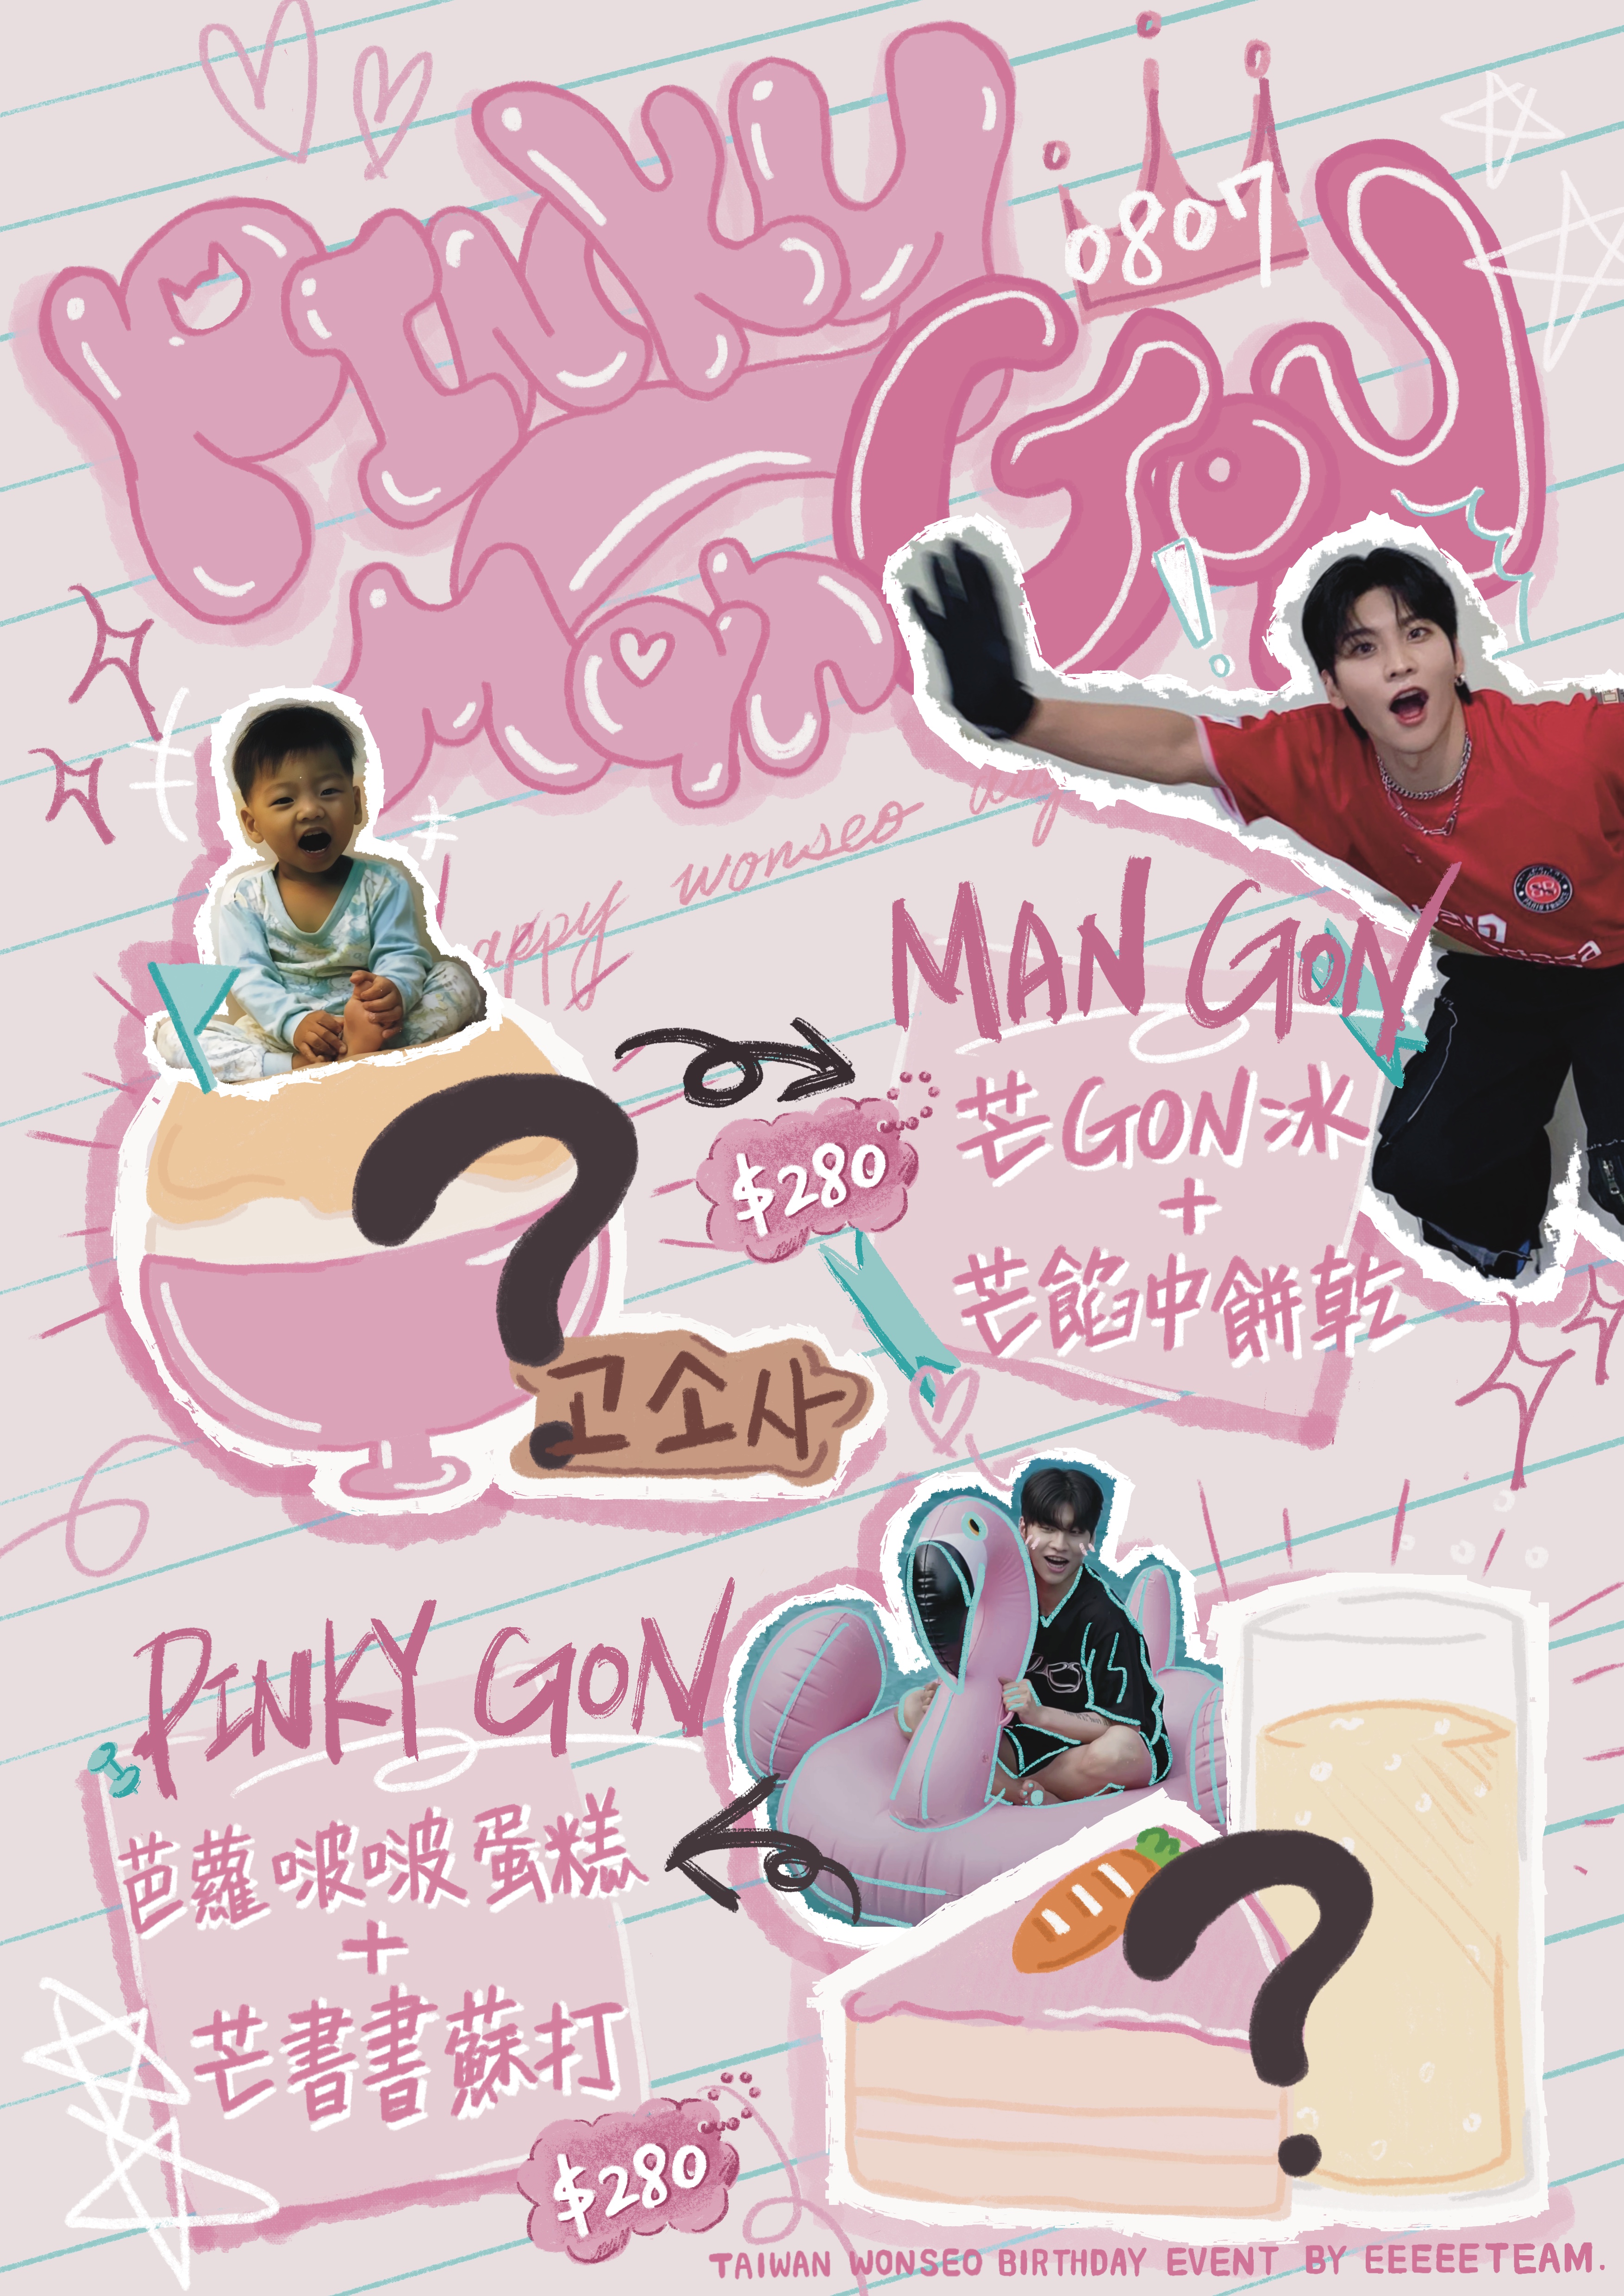 PINKY
0807
GON
Man
happy wonseo day
MAN GON
芒GON冰
+
芒餡中餅乾
$280
고소사
PINKY GON
芭蘿啵啵蛋糕
+
芒書書蘇打
$280
TAIWAN WONSEO BIRTHDAY EVENT BY EEEEETEAM.